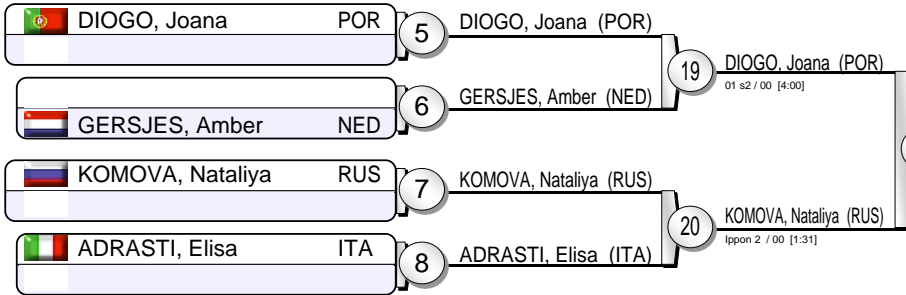 DIOGO, Joana POR
5
DIOGO, Joana (POR)
19
DIOGO, Joana (POR)
01 s2 / 00 [4:00]
GERSJES, Amber NED
6
GERSJES, Amber (NED)
KOMOVA, Nataliya RUS
7
KOMOVA, Nataliya (RUS)
20
KOMOVA, Nataliya (RUS)
Ippon 2 / 00 [1:31]
ADRASTI, Elisa ITA
8
ADRASTI, Elisa (ITA)